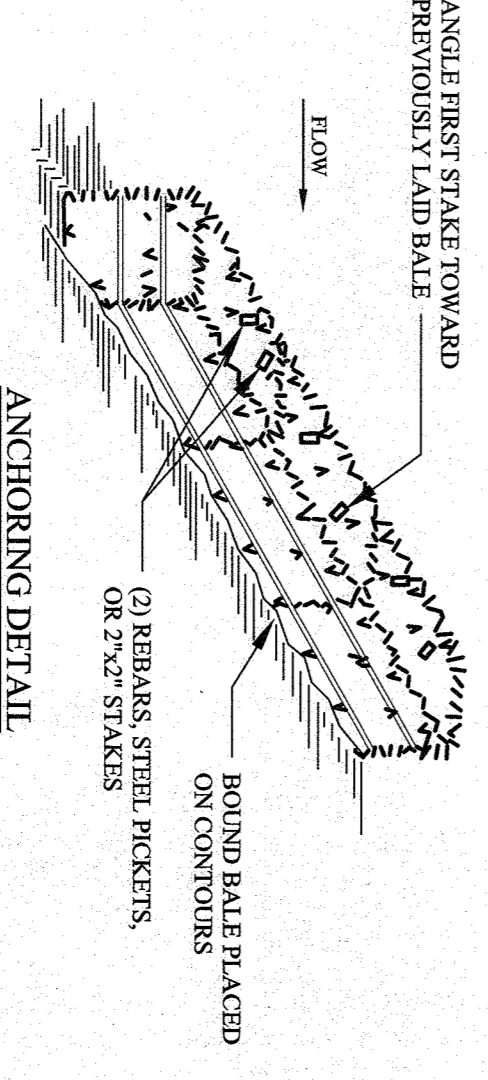 ANGLE FIRST STAKE TOWARD
PREVIOUSLY LAID BALE
FLOW
(2) REBARS, STEEL PICKETS,
OR 2"x2" STAKES
BOUND BALE PLACED
ON CONTOURS
ANCHORING DETAIL